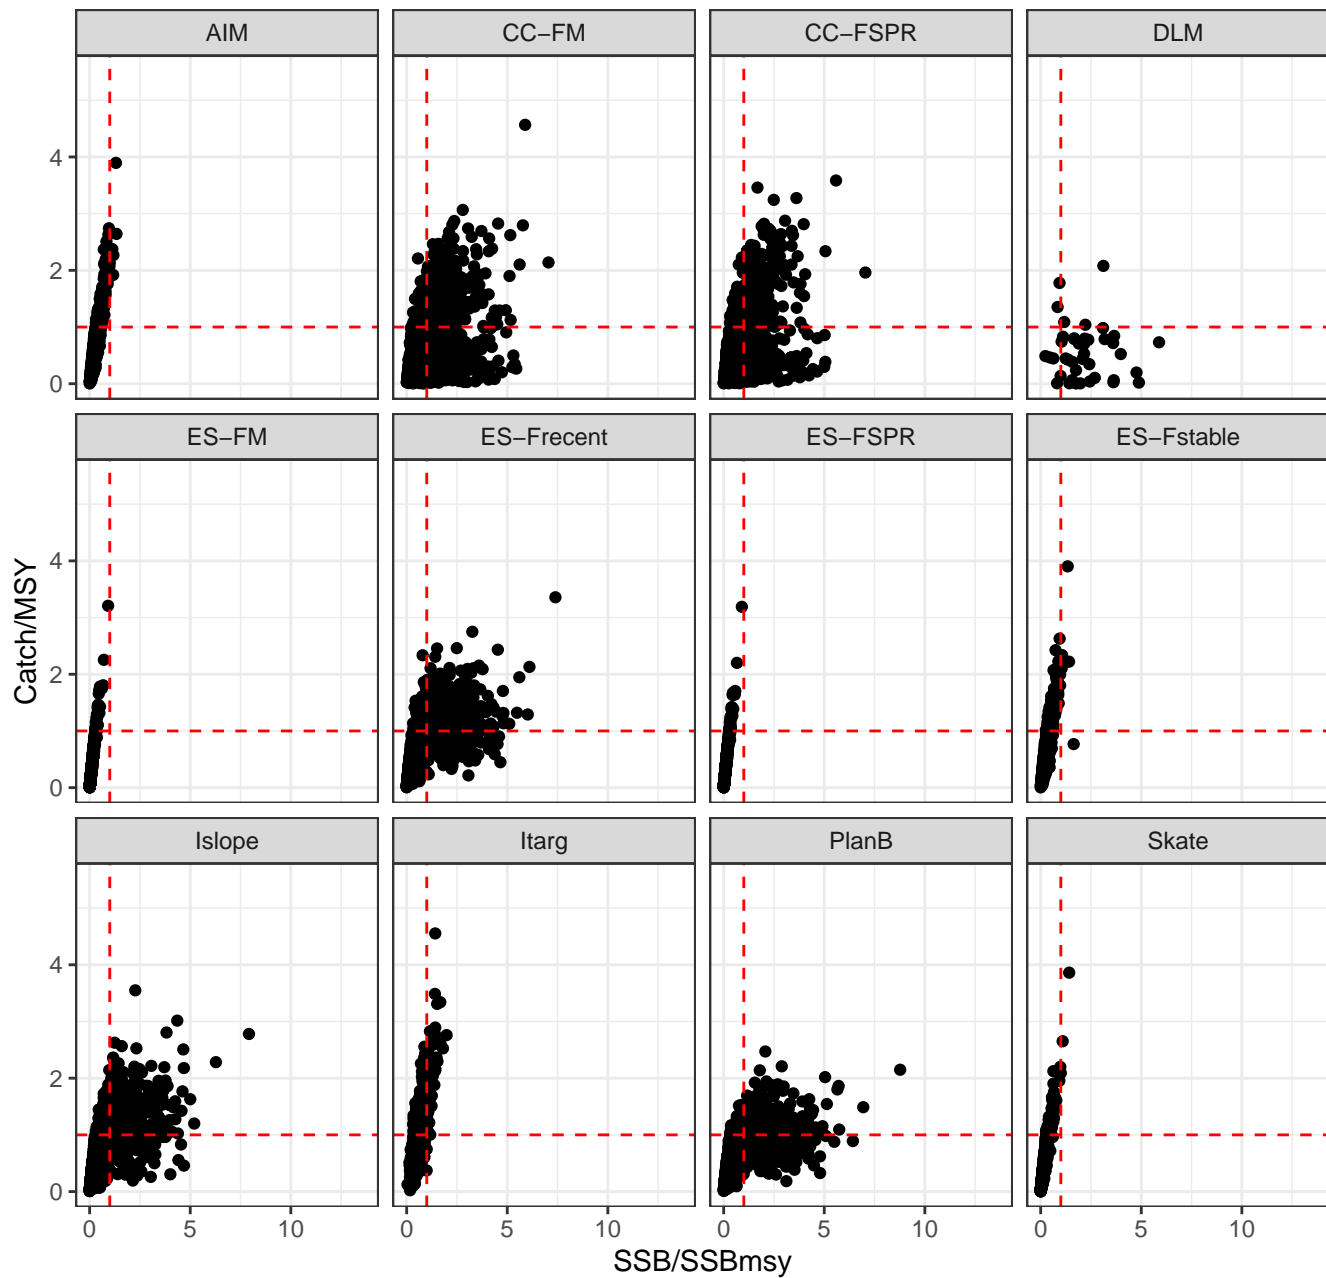 AIM CC−FM CC−FSPR DLM
4
2
0
ES−FM ES−Frecent ES−FSPR ES−Fstable
4
2
0
Catch/MSY
Islope Itarg PlanB Skate
4
2
0
0 5 10 0 5 10 0 5 10 0 5 10
SSB/SSBmsy